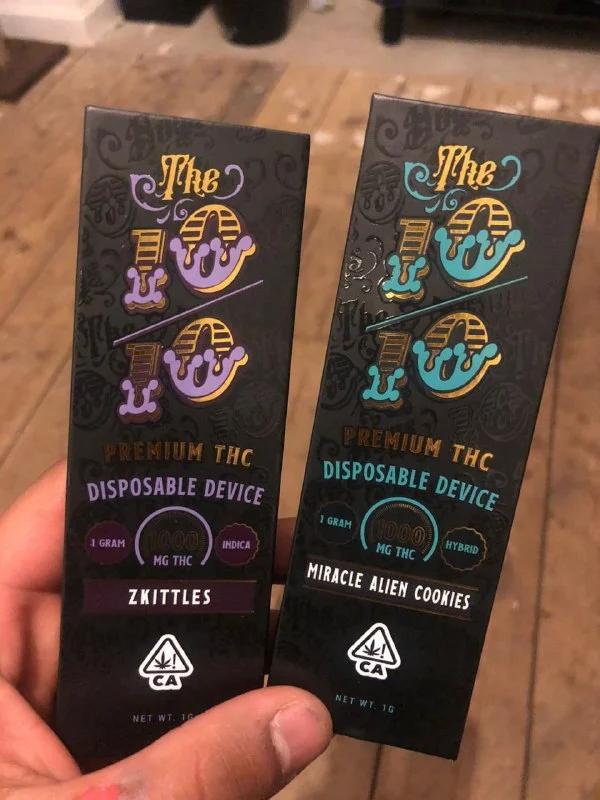 The
10
10
PREMIUM THC
DISPOSABLE DEVICE
1 GRAM
1000
MG THC
INDICA
ZKITTLES
CA
NET WT. 1G
The
10
10
PREMIUM THC
DISPOSABLE DEVICE
1 GRAM
1000
MG THC
HYBRID
MIRACLE ALIEN COOKIES
CA
NET WT. 1G